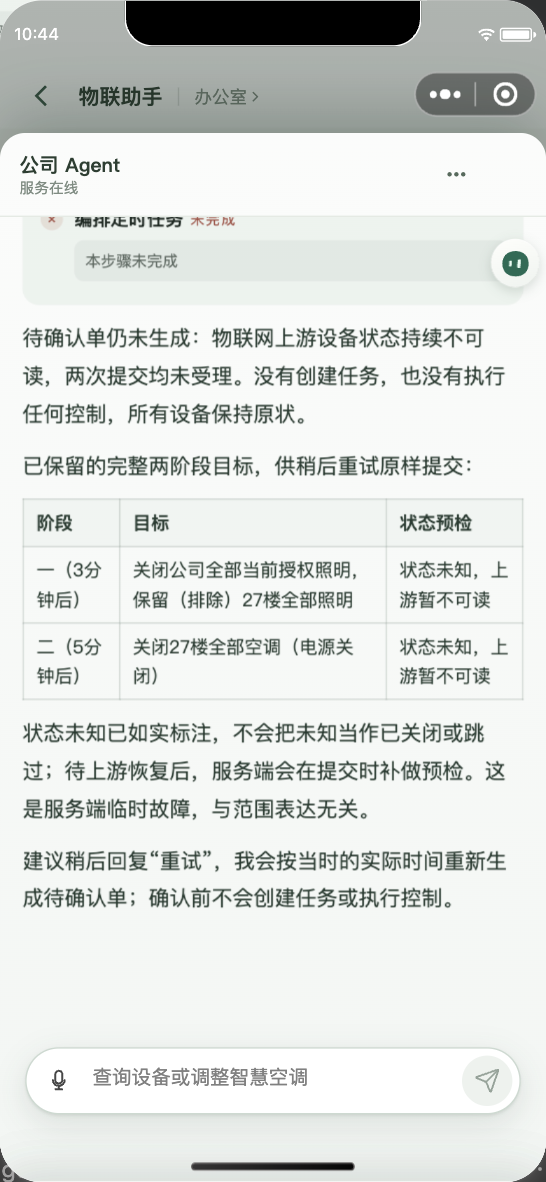 10:44
物联助手
办公室 >
公司 Agent
服务在线
编排定时任务 未完成
本步骤未完成
待确认单仍未生成：物联网上游设备状态持续不可
读，两次提交均未受理。没有创建任务，也没有执行
任何控制，所有设备保持原状。
已保留的完整两阶段目标，供稍后重试原样提交：
阶段 目标 状态预检
一（3分 关闭公司全部当前授权照明， 状态未知，上
钟后） 保留（排除）27楼全部照明 游暂不可读
二（5分 关闭27楼全部空调（电源关 状态未知，上
钟后） 闭） 游暂不可读
状态未知已如实标注，不会把未知当作已关闭或跳
过；待上游恢复后，服务端会在提交时补做预检。这
是服务端临时故障，与范围表达无关。
建议稍后回复“重试”，我会按当时的实际时间重新生
成待确认单；确认前不会创建任务或执行控制。
查询设备或调整智慧空调